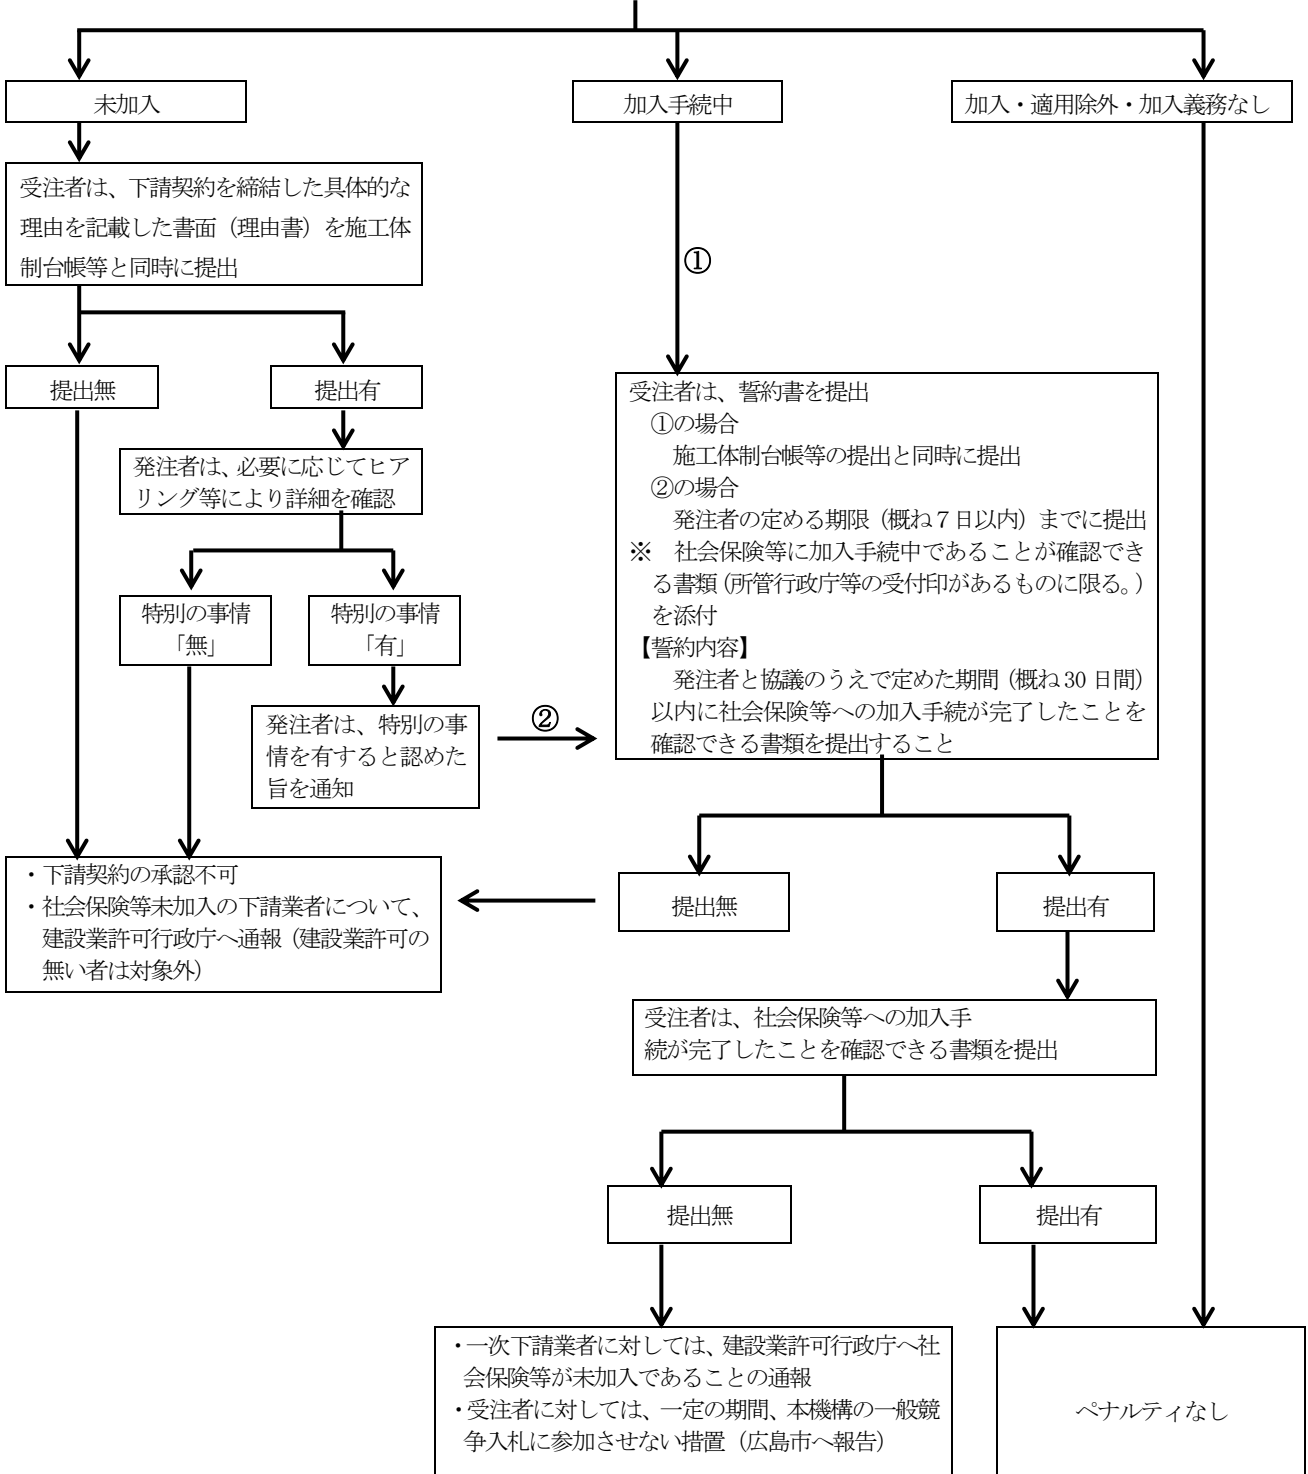 未加入
加入手続中
加入・適用除外・加入義務なし
受注者は、下請契約を締結した具体的な
理由を記載した書面（理由書）を施工体
制台帳等と同時に提出
①
提出無
提出有
発注者は、必要に応じてヒア
リング等により詳細を確認
受注者は、誓約書を提出
①の場合
施工体制台帳等の提出と同時に提出
②の場合
発注者の定める期限（概ね７日以内）までに提出
※　社会保険等に加入手続中であることが確認でき
る書類（所管行政庁等の受付印があるものに限る。）
を添付
【誓約内容】
発注者と協議のうえで定めた期間（概ね30日間）
以内に社会保険等への加入手続が完了したことを
確認できる書類を提出すること
特別の事情
「無」
特別の事情
「有」
発注者は、特別の事
情を有すると認めた
旨を通知
②
・下請契約の承認不可
・社会保険等未加入の下請業者について、
建設業許可行政庁へ通報（建設業許可の
無い者は対象外）
提出無
提出有
受注者は、社会保険等への加入手
続が完了したことを確認できる書類を提出
提出無
提出有
・一次下請業者に対しては、建設業許可行政庁へ社
会保険等が未加入であることの通報
・受注者に対しては、一定の期間、本機構の一般競
争入札に参加させない措置（広島市へ報告）
ペナルティなし